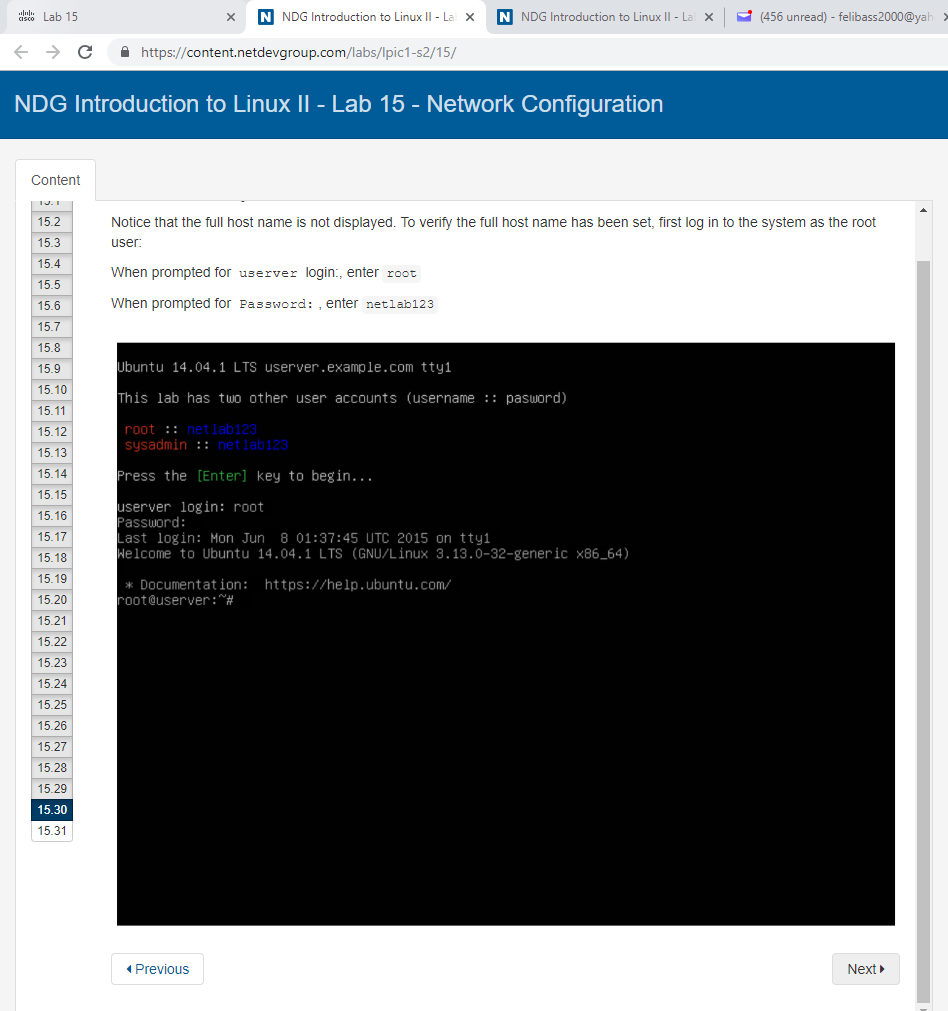 Lab 15
NDG Introduction to Linux II - La
NDG Introduction to Linux II - La
(456 unread) - felibass2000@yah
https://content.netdevgroup.com/labs/lpic1-s2/15/
NDG Introduction to Linux II - Lab 15 - Network Configuration
Content
15.1
15.2
15.3
15.4
15.5
15.6
15.7
15.8
15.9
15.10
15.11
15.12
15.13
15.14
15.15
15.16
15.17
15.18
15.19
15.20
15.21
15.22
15.23
15.24
15.25
15.26
15.27
15.28
15.29
15.30
15.31
Notice that the full host name is not displayed. To verify the full host name has been set, first log in to the system as the root
user:
When prompted for userver login:, enter root
When prompted for Password: , enter netlab123
Ubuntu 14.04.1 LTS userver.example.com tty1
This lab has two other user accounts (username :: pasword)
root :: netlab123
sysadmin :: netlab123
Press the [Enter] key to begin...
userver login: root
Password:
Last login: Mon Jun  8 01:37:45 UTC 2015 on tty1
Welcome to Ubuntu 14.04.1 LTS (GNU/Linux 3.13.0-32-generic x86_64)
* Documentation:  https://help.ubuntu.com/
root@userver:~#
Previous
Next